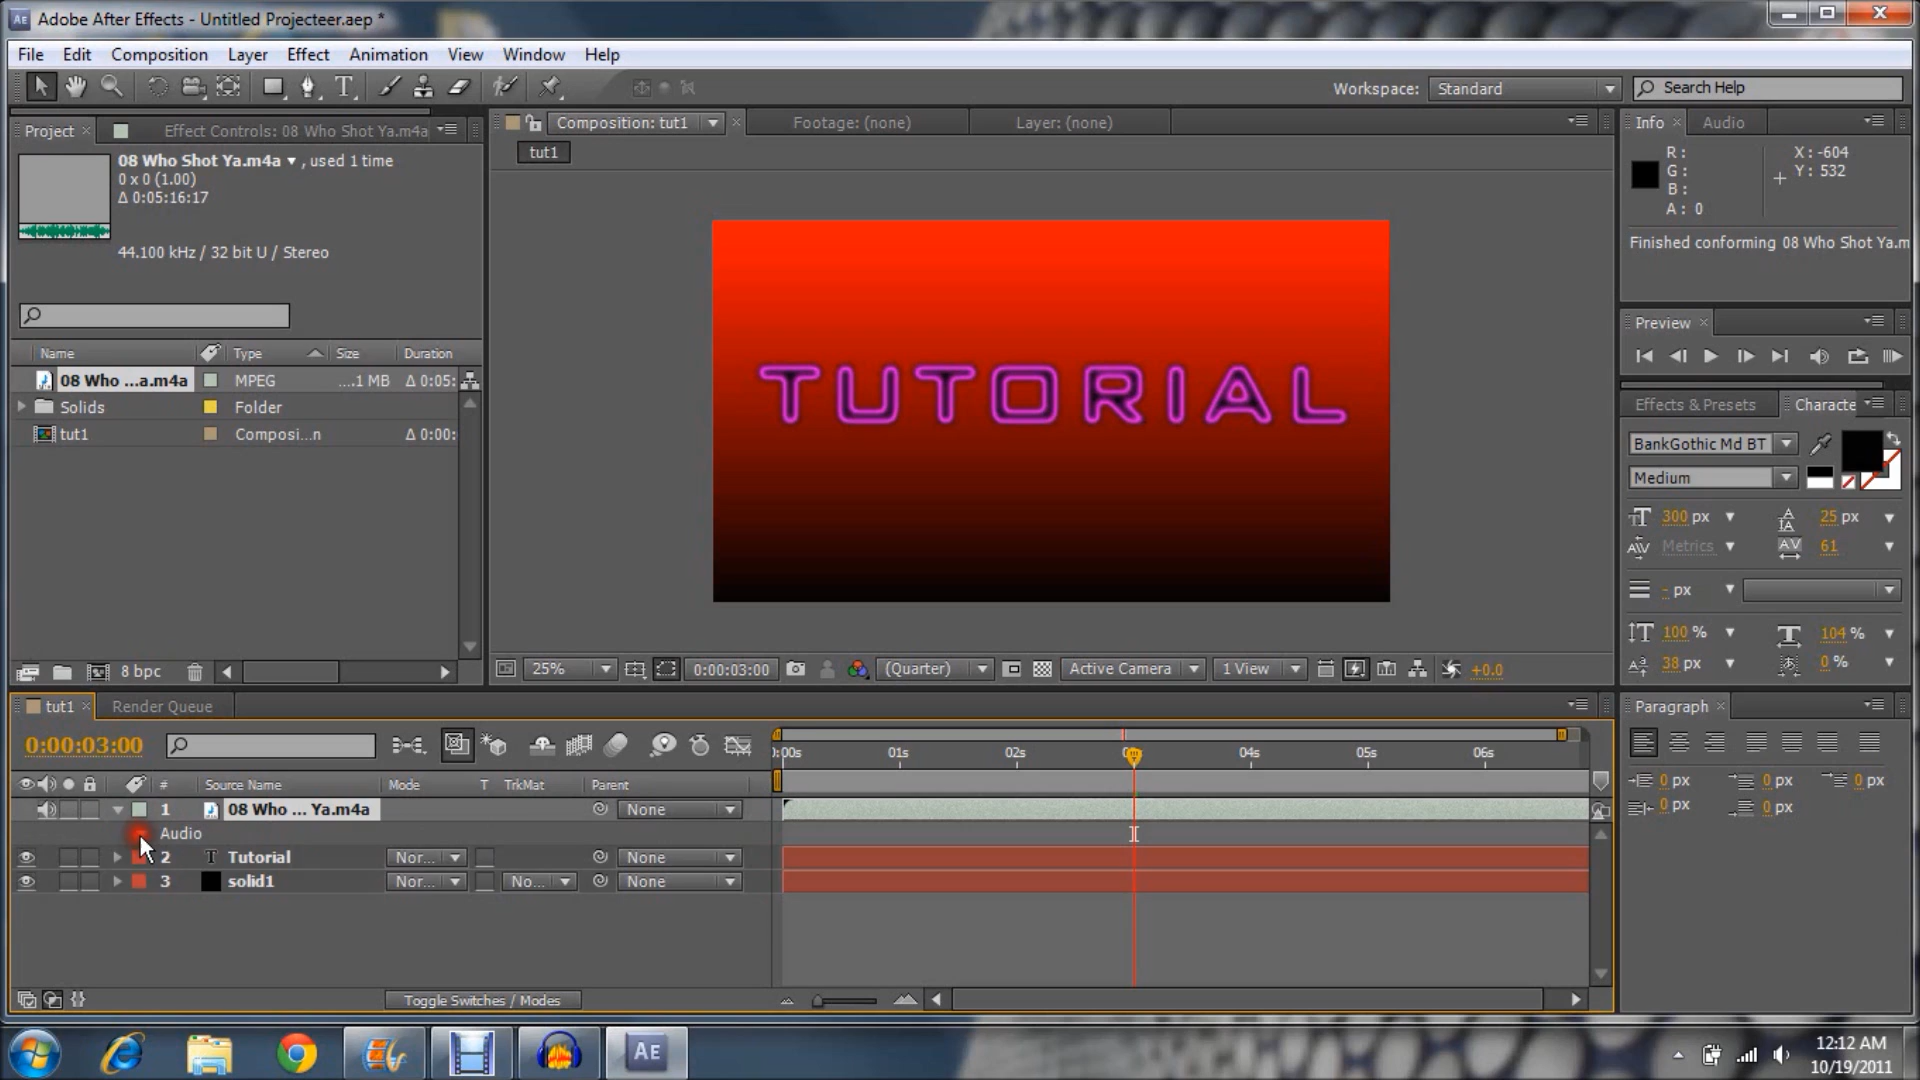 Adobe After Effects - Untitled Projecteer.aep *
File Edit Composition Layer Effect Animation View Window Help
Workspace: Standard Search Help
Project Effect Controls: 08 Who Shot Ya.m4a
08 Who Shot Ya.m4a ▼ , used 1 time
0 x 0 (1.00)
Δ 0:05:16:17
44.100 kHz / 32 bit U / Stereo
Name Type Size Duration
08 Who ...a.m4a MPEG ....1 MB Δ 0:05:
Solids Folder
tut1 Composi...n Δ 0:00:
8 bpc
Composition: tut1 Footage: (none) Layer: (none)
tut1
TUTORIAL
25% 0:00:03:00 (Quarter) Active Camera 1 View +0.0
Info Audio
R: X: -604
G: Y: 532
B:
A: 0
Finished conforming 08 Who Shot Ya.m
Preview
Effects & Presets Characte
BankGothic Md BT
Medium
300 px 25 px
Metrics 61
- px
100 % 104 %
38 px 0 %
tut1 Render Queue
0:00:03:00
:00s 01s 02s 04s 05s 06s
# Source Name Mode T TrkMat Parent
1 08 Who ... Ya.m4a None
Audio
2 T Tutorial Nor... None
3 solid1 Nor... No... None
Toggle Switches / Modes
Paragraph
0 px 0 px 0 px
0 px 0 px
AE
12:12 AM
10/19/2011